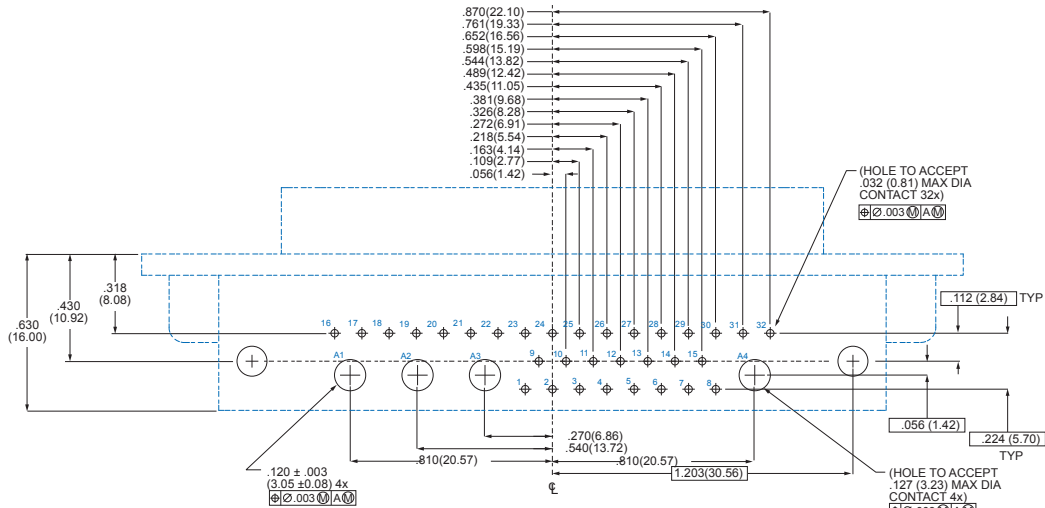 .870(22.10)
.761(19.33)
.652(16.56)
.598(15.19)
.544(13.82)
.489(12.42)
.435(11.05)
.381(9.68)
.326(8.28)
.272(6.91)
.218(5.54)
.163(4.14)
.109(2.77)
.056(1.42)
(HOLE TO ACCEPT
.032 (0.81) MAX DIA
CONTACT 32x)
⌖ Ø.003 Ⓜ A Ⓜ
.630
(16.00)
.430
(10.92)
.318
(8.08)
.112 (2.84) TYP
16 17 18 19 20 21 22 23 24 25 26 27 28 29 30 31 32
9 10 11 12 13 14 15
A1 A2 A3 A4
1 2 3 4 5 6 7 8
.056 (1.42)
.224 (5.70)
TYP
.270(6.86)
.540(13.72)
.810(20.57)
.810(20.57)
1.203(30.56)
℄
.120 ± .003
(3.05 ±0.08) 4x
⌖ Ø.003 Ⓜ A Ⓜ
(HOLE TO ACCEPT
.127 (3.23) MAX DIA
CONTACT 4x)